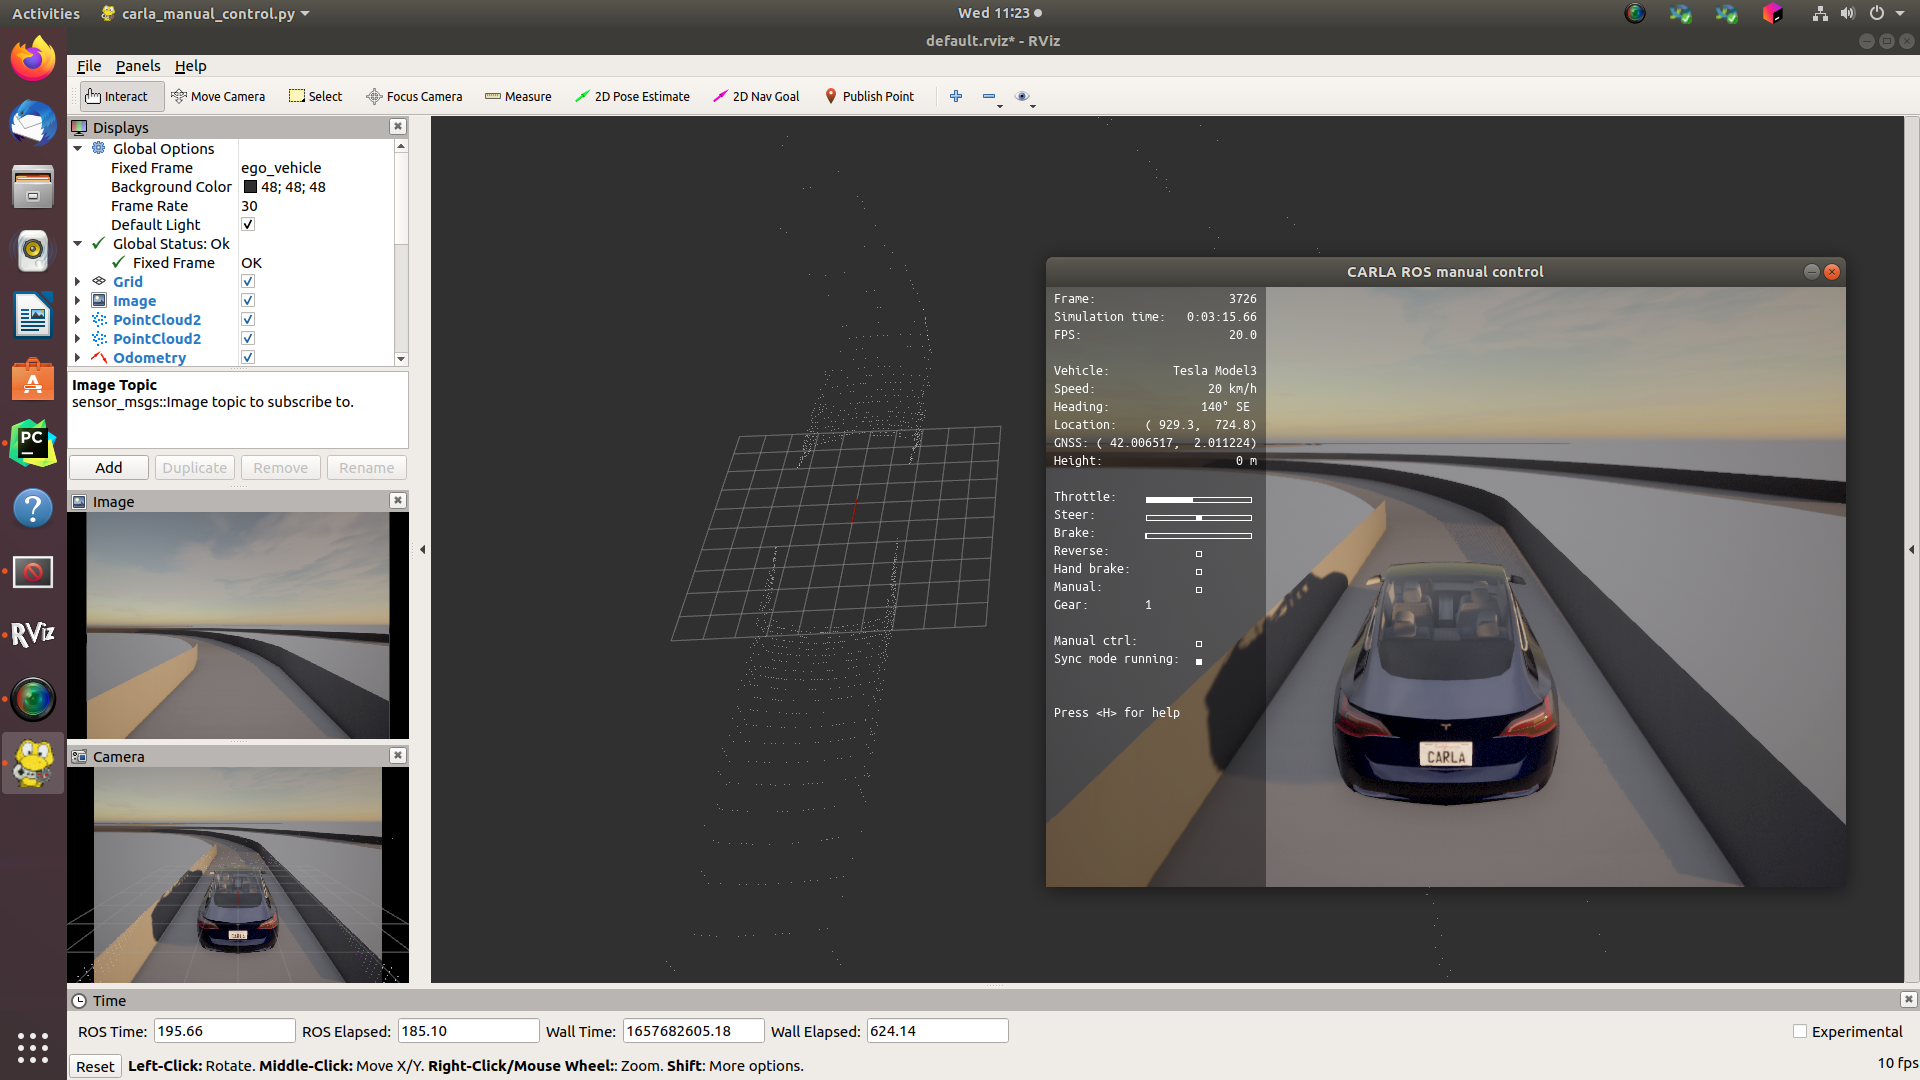 Activities
carla_manual_control.py
Wed 11:23
default.rviz* - RViz
File Panels Help
Interact Move Camera Select Focus Camera Measure 2D Pose Estimate 2D Nav Goal Publish Point
Displays
Global Options
Fixed Frame ego_vehicle
Background Color 48; 48; 48
Frame Rate 30
Default Light
Global Status: Ok
Fixed Frame OK
Grid
Image
PointCloud2
PointCloud2
Odometry
Image Topic
sensor_msgs::Image topic to subscribe to.
Add Duplicate Remove Rename
Image
Camera
CARLA
PC
RViz
CARLA ROS manual control
Frame: 3726
Simulation time: 0:03:15.66
FPS: 20.0
Vehicle: Tesla Model3
Speed: 20 km/h
Heading: 140° SE
Location: ( 929.3, 724.8)
GNSS: ( 42.006517, 2.011224)
Height: 0 m
Throttle:
Steer:
Brake:
Reverse:
Hand brake:
Manual:
Gear: 1
Manual ctrl:
Sync mode running:
Press <H> for help
CARLA
Time
ROS Time: 195.66 ROS Elapsed: 185.10 Wall Time: 1657682605.18 Wall Elapsed: 624.14 Experimental
Reset Left-Click: Rotate. Middle-Click: Move X/Y. Right-Click/Mouse Wheel:: Zoom. Shift: More options. 10 fps